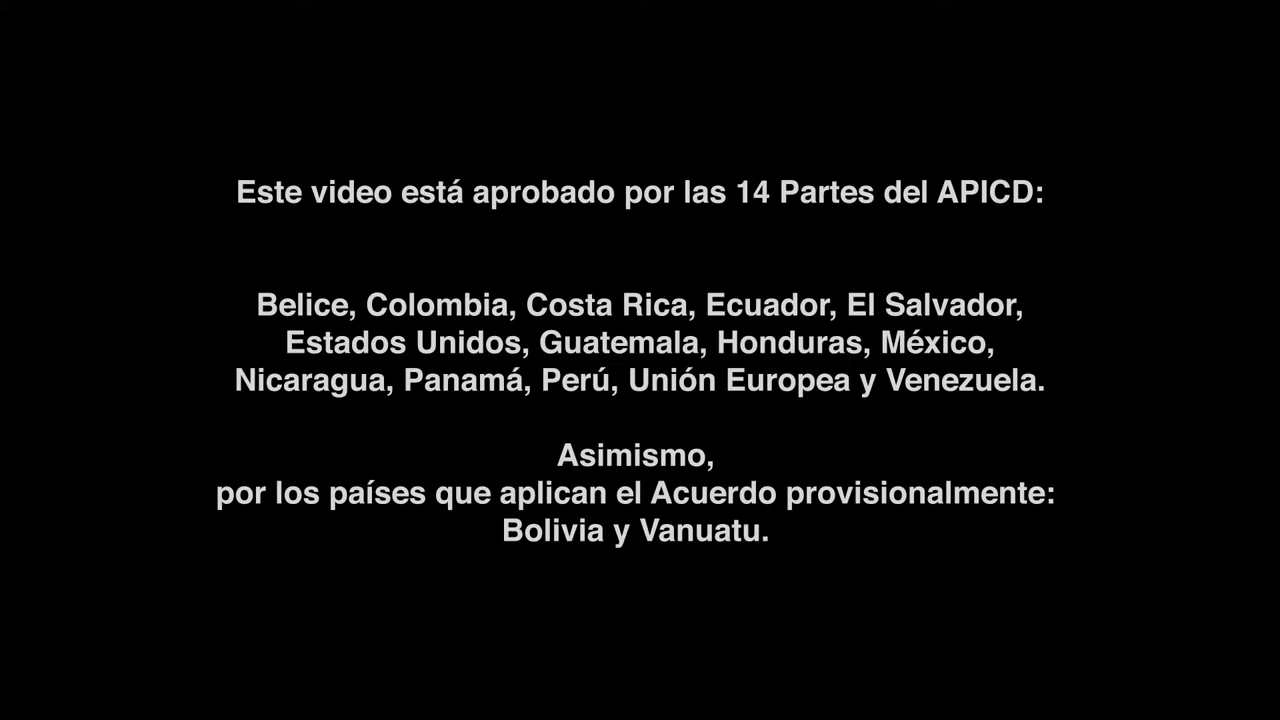 Este video está aprobado por las 14 Partes del APICD:
Belice, Colombia, Costa Rica, Ecuador, El Salvador,
Estados Unidos, Guatemala, Honduras, México,
Nicaragua, Panamá, Perú, Unión Europea y Venezuela.
Asimismo,
por los países que aplican el Acuerdo provisionalmente:
Bolivia y Vanuatu.